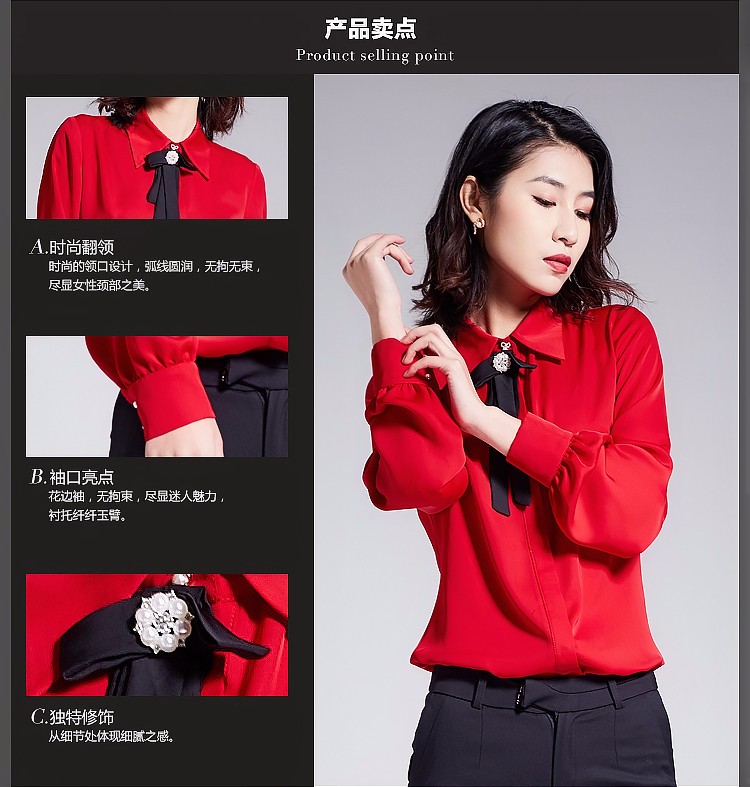 产品卖点
Product selling point
A.时尚翻领
时尚的领口设计，弧线圆润，无拘无束，
尽显女性颈部之美。
B.袖口亮点
花边袖，无拘束，尽显迷人魅力，
衬托纤纤玉臂。
C.独特修饰
从细节处体现细腻之感。